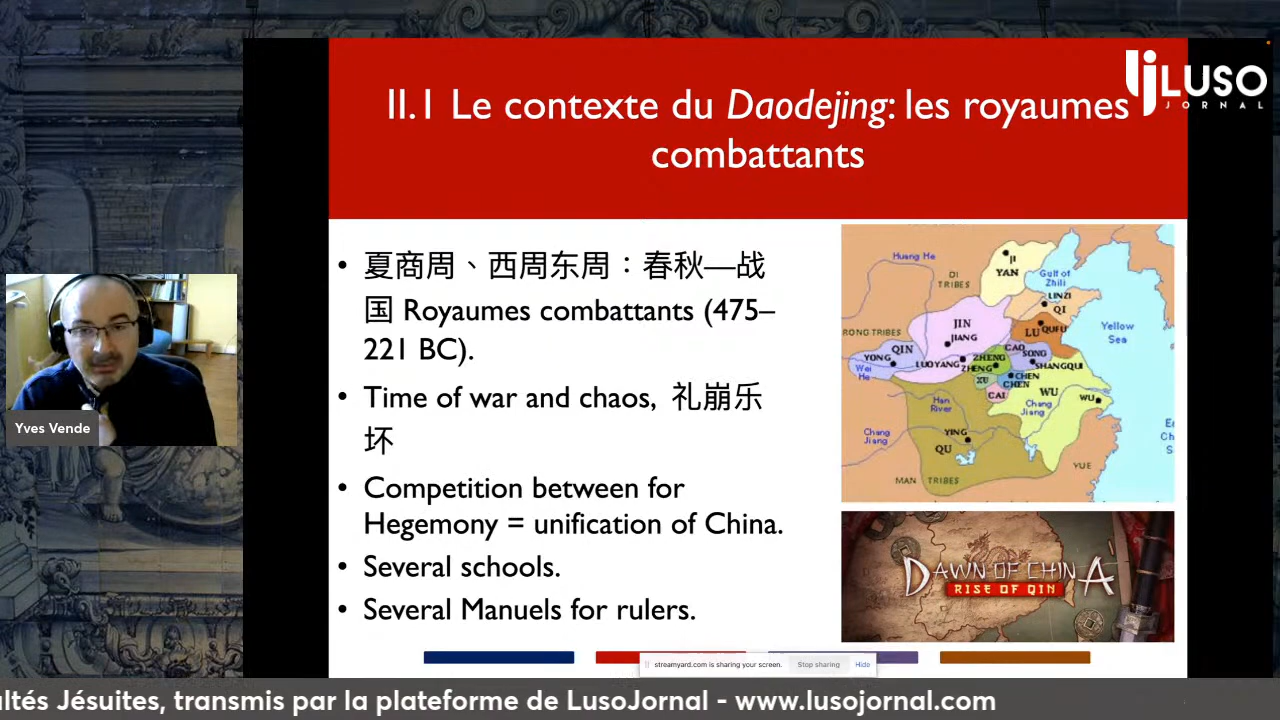 II.1 Le contexte du Daodejing: les royaumes
combattants
LUSO
JORNAL
• 夏商周、西周东周：春秋—战
国 Royaumes combattants (475–
221 BC).
• Time of war and chaos, 礼崩乐
坏
• Competition between for
Hegemony = unification of China.
• Several schools.
• Several Manuels for rulers.
Huang He
DI
TRIBES
JI
YAN
Gulf of
Zhili
LINZI
QI
RONG TRIBES
JIN
JIANG
LU
QUFU
Yellow
Sea
QIN
YONG
Wei
He
LUOYANG
ZHENG
ZHENG
CAO
SONG
SHANGQIU
XU
CHEN
CHEN
CAI
WU
WU
Han
River
Chang
Jiang
Chang
Jiang
YING
QU
YUE
MAN TRIBES
DAWN OF CHINA
RISE OF QIN
Yves Vende
streamyard.com is sharing your screen.
Stop sharing
Hide
ltés Jésuites, transmis par la plateforme de LusoJornal - www.lusojornal.com